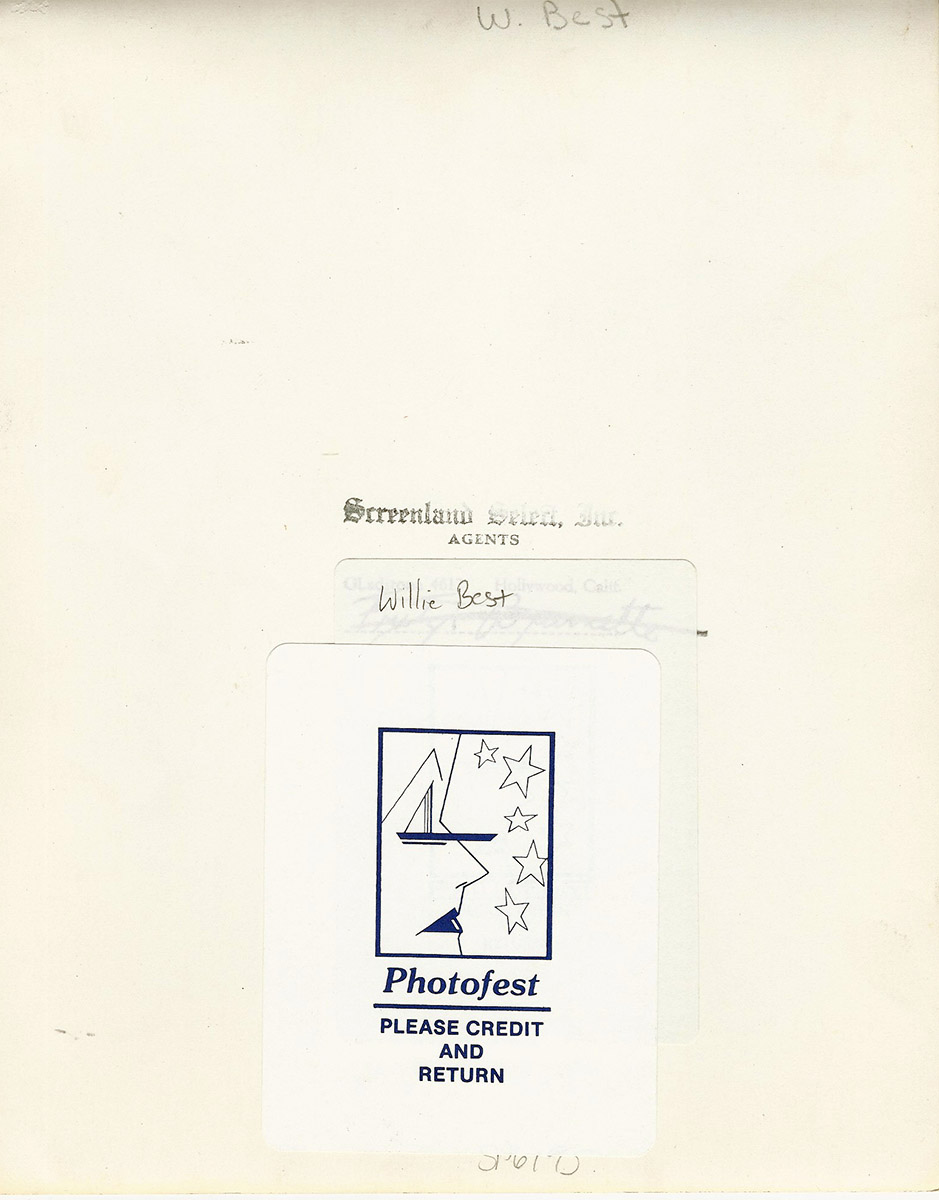 W. Best
Screenland Select, Inc.
AGENTS
Hollywood, Calif.
Willie Best
Photofest
PLEASE CREDIT
AND
RETURN